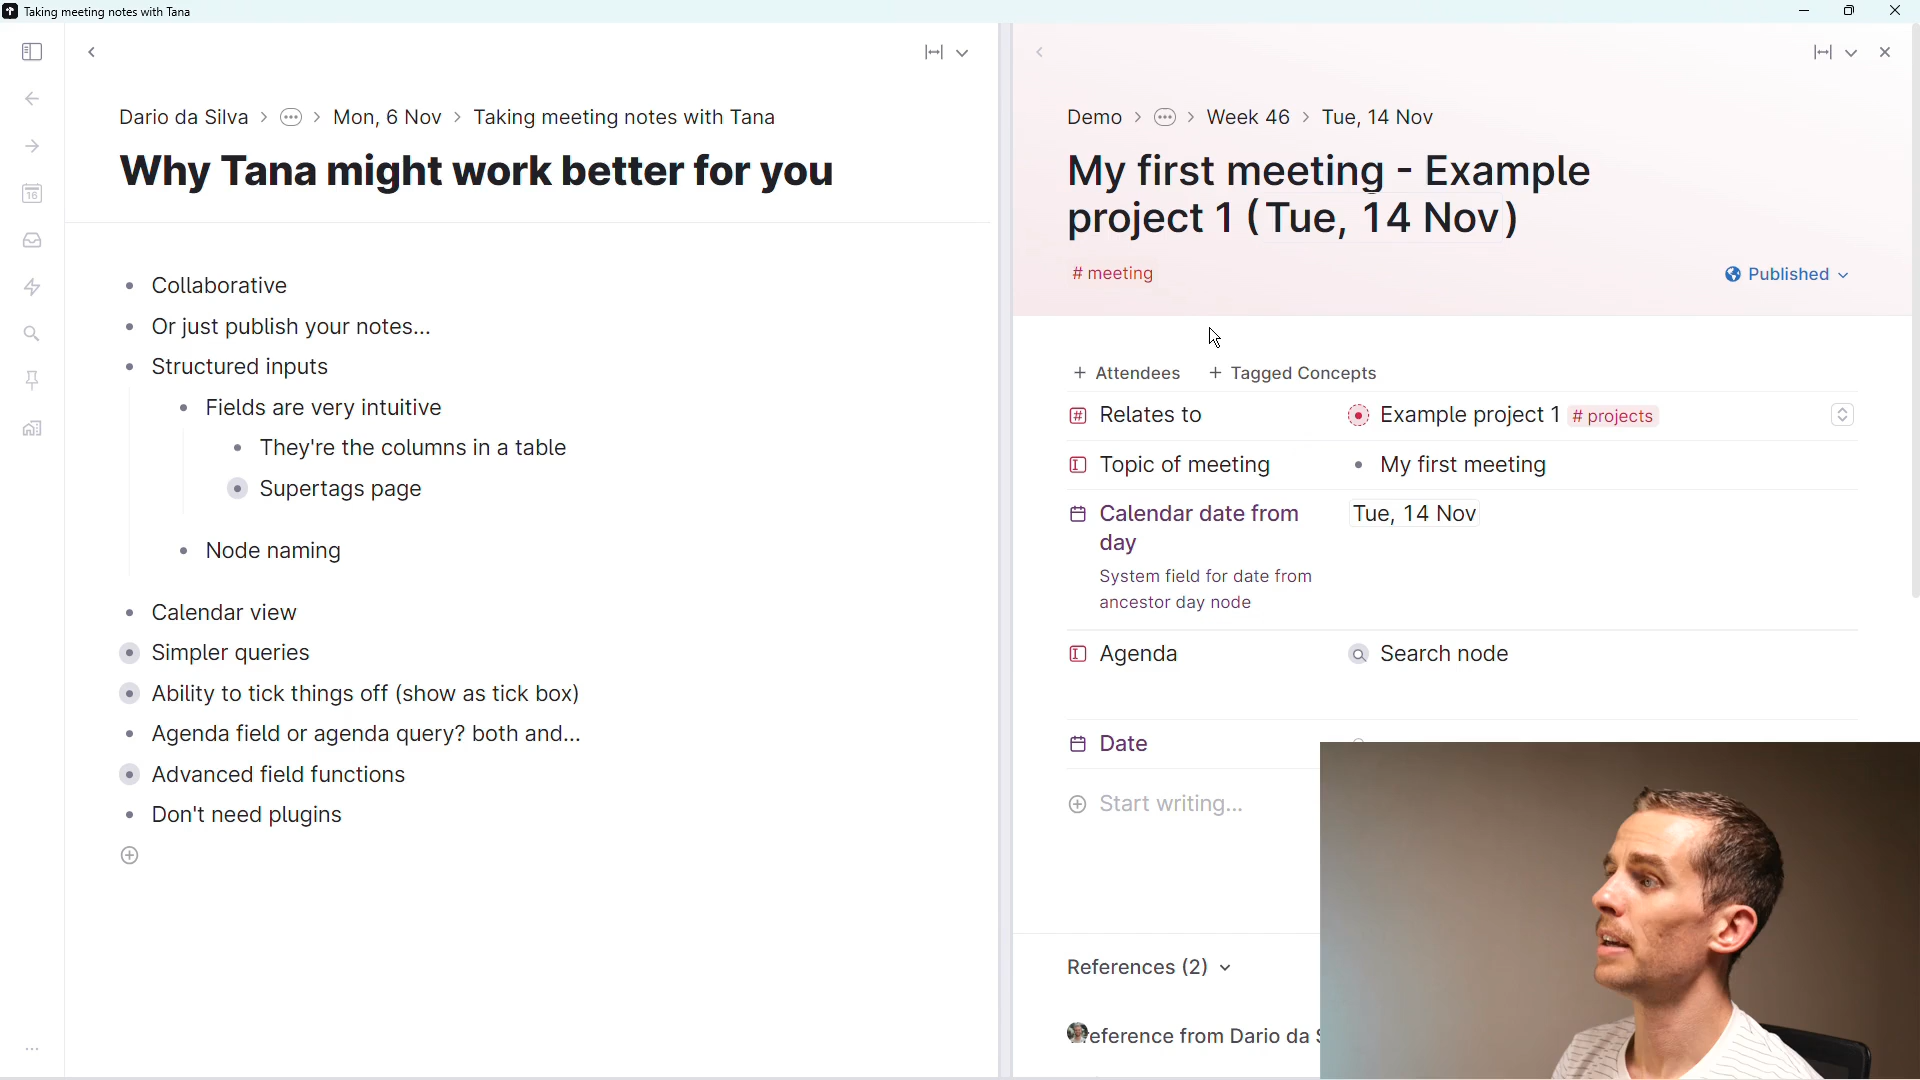 Taking meeting notes with Tana
16
Dario da Silva > ... > Mon, 6 Nov > Taking meeting notes with Tana
Why Tana might work better for you
• Collaborative
• Or just publish your notes...
• Structured inputs
• Fields are very intuitive
• They're the columns in a table
• Supertags page
• Node naming
• Calendar view
• Simpler queries
• Ability to tick things off (show as tick box)
• Agenda field or agenda query? both and...
• Advanced field functions
• Don't need plugins
Demo > ... > Week 46 > Tue, 14 Nov
My first meeting - Example
project 1 (Tue, 14 Nov)
# meeting
Published
+ Attendees + Tagged Concepts
Relates to Example project 1 # projects
Topic of meeting • My first meeting
Calendar date from Tue, 14 Nov
day
System field for date from
ancestor day node
Agenda Search node
Date
Start writing...
References (2)
eference from Dario da